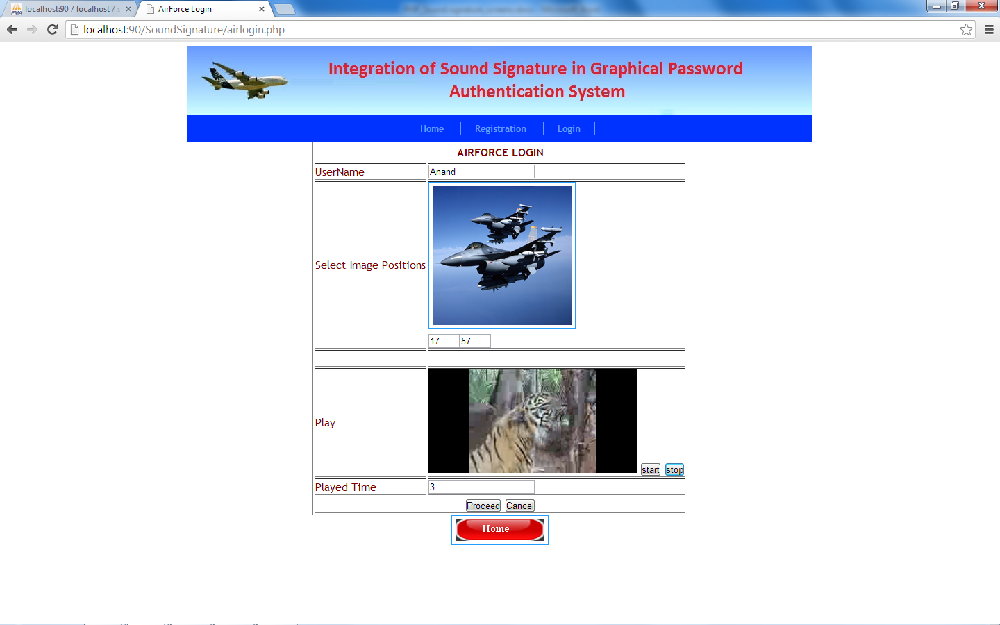 localhost:90 / localhost / s
AirForce Login
localhost:90/SoundSignature/airlogin.php
Integration of Sound Signature in Graphical Password
Authentication System
Home Registration Login
AIRFORCE LOGIN
UserName Anand
Select Image Positions
17 57
Play
start stop
Played Time 3
Proceed Cancel
Home